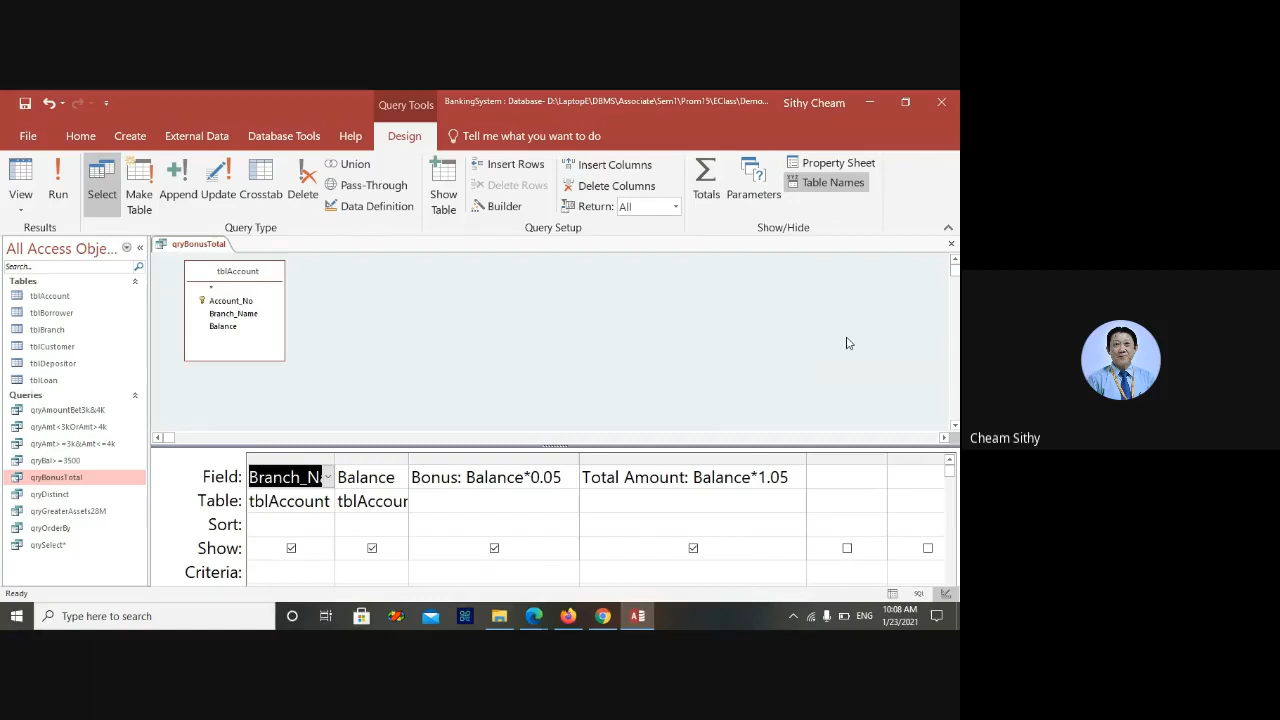 Query Tools
BankingSystem : Database- D:\LaptopE\DBMS\Associate\Sem1\Prom15\EClass\Demo...
Sithy Cheam
File Home Create External Data Database Tools Help Design Tell me what you want to do
View
Run
Select
Make Table
Append
Update
Crosstab
Delete
Union
Pass-Through
Data Definition
Show Table
Insert Rows
Delete Rows
Builder
Insert Columns
Delete Columns
Return: All
Totals
Parameters
Property Sheet
Table Names
Results
Query Type
Query Setup
Show/Hide
All Access Obje...
Search..
Tables
tblAccount
tblBorrower
tblBranch
tblCustomer
tblDepositor
tblLoan
Queries
qryAmountBet3k&4K
qryAmt<3kOrAmt>4k
qryAmt>=3k&Amt<=4k
qryBal>=3500
qryBonusTotal
qryDistinct
qryGreaterAssets28M
qryOrderBy
qrySelect*
qryBonusTotal
tblAccount
*
Account_No
Branch_Name
Balance
Field: Branch_Na Balance Bonus: Balance*0.05 Total Amount: Balance*1.05
Table: tblAccount tblAccour
Sort:
Show:
Criteria:
Ready
SQL
Type here to search
ENG
10:08 AM
1/23/2021
Cheam Sithy